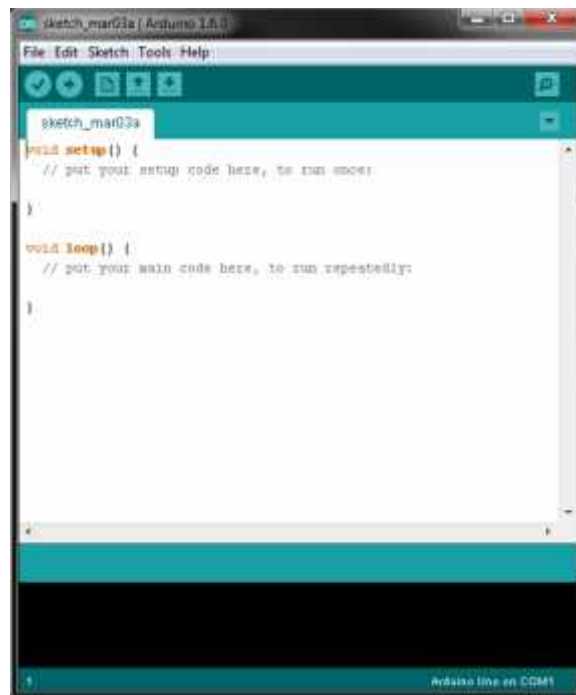 sketch_mar03a | Arduino 1.6.0
File Edit Sketch Tools Help
sketch_mar03a
void setup() {
// put your setup code here, to run once:
}
void loop() {
// put your main code here, to run repeatedly:
}
1
Arduino Uno on COM1